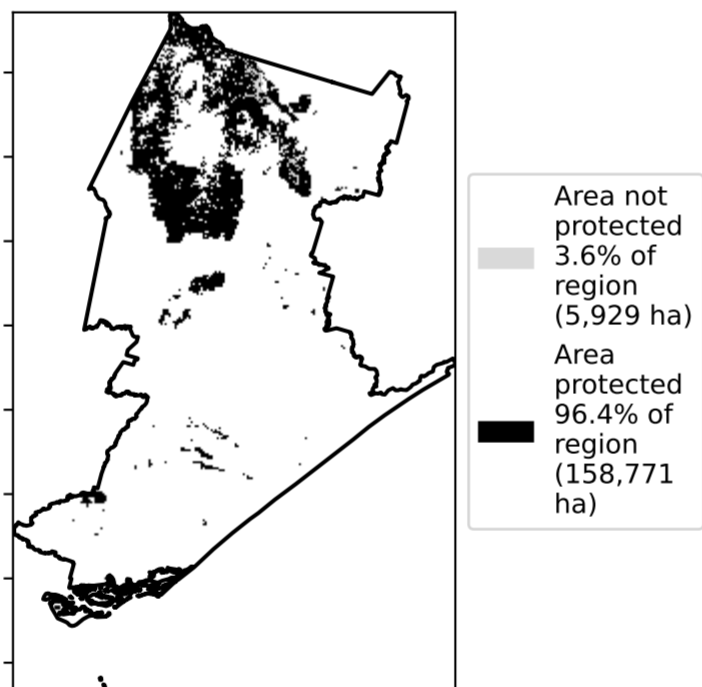 Area not
protected
3.6% of
region
(5,929 ha)
Area
protected
96.4% of
region
(158,771
ha)